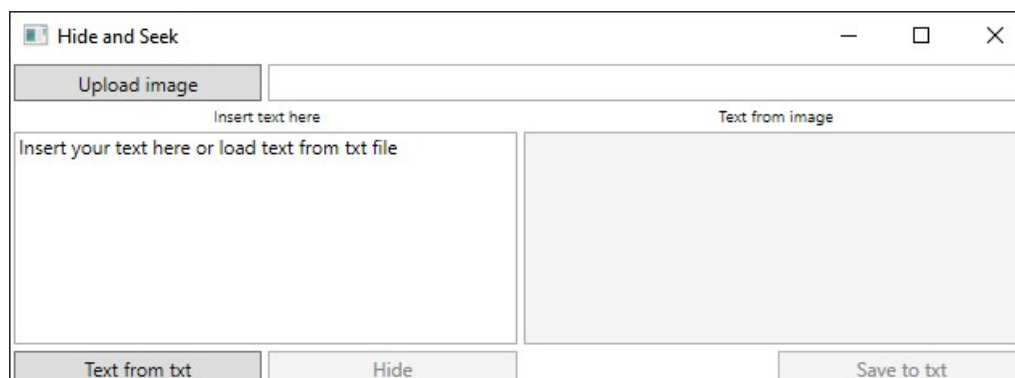 Hide and Seek
Upload image
Insert text here Text from image
Insert your text here or load text from txt file
Text from txt Hide Save to txt